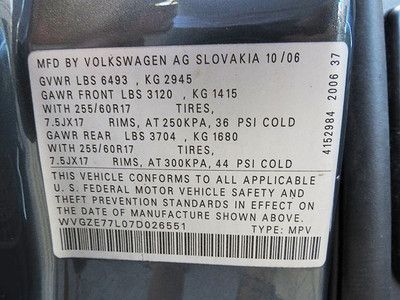 MFD BY VOLKSWAGEN AG SLOVAKIA 10/06
GVWR LBS 6493 , KG 2945
GAWR FRONT LBS 3120 , KG 1415
WITH 255/60R17 TIRES,
7.5JX17 RIMS, AT 250KPA, 36 PSI COLD
GAWR REAR LBS 3704 , KG 1680
WITH 255/60R17 TIRES,
7.5JX17 RIMS, AT 300KPA, 44 PSI COLD
THIS VEHICLE CONFORMS TO ALL APPLICABLE
U. S. FEDERAL MOTOR VEHICLE SAFETY AND
THEFT PREVENTION STANDARDS IN EFFECT ON
THE DATE OF MANUFACTURE SHOWN ABOVE.
WVGZE77L07D026551 TYPE: MPV
4152984 2006 37